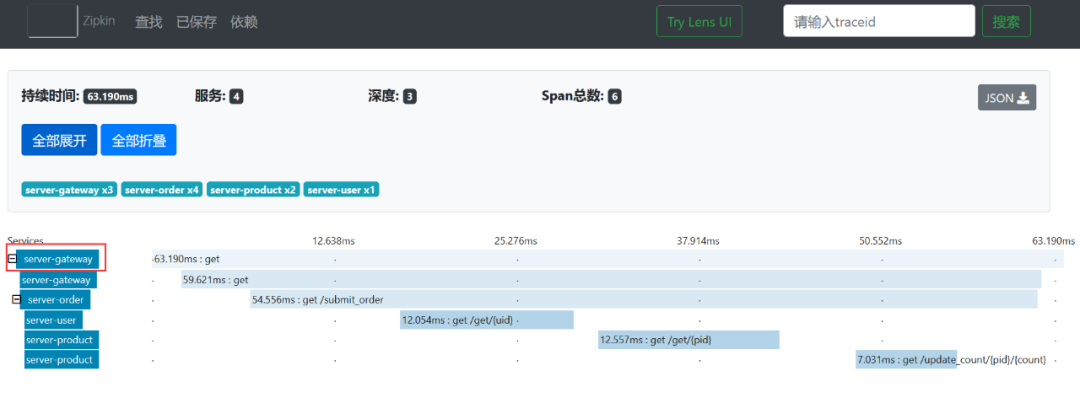 Zipkin 查找 已保存 依赖 Try Lens UI 请输入traceid 搜索
持续时间: 63.190ms 服务: 4 深度: 3 Span总数: 6 JSON
全部展开 全部折叠
server-gateway x3 server-order x4 server-product x2 server-user x1
Services 12.638ms 25.276ms 37.914ms 50.552ms 63.190ms
server-gateway 63.190ms : get
server-gateway 59.621ms : get
server-order 54.556ms : get /submit_order
server-user 12.054ms : get /get/{uid}
server-product 12.557ms : get /get/{pid}
server-product 7.031ms : get /update_count/{pid}/{count}